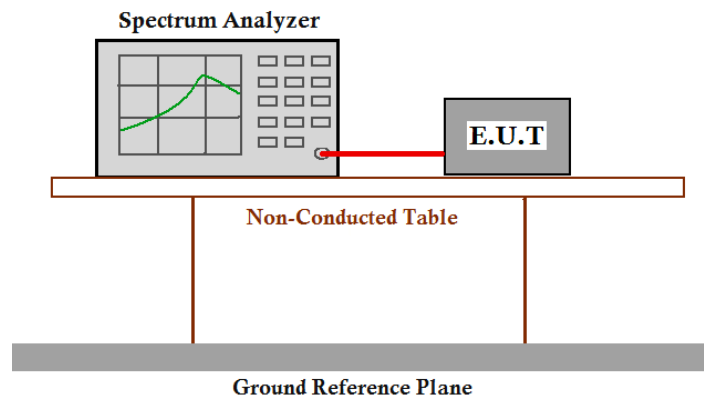 Spectrum Analyzer
E.U.T
Non-Conducted Table
Ground Reference Plane